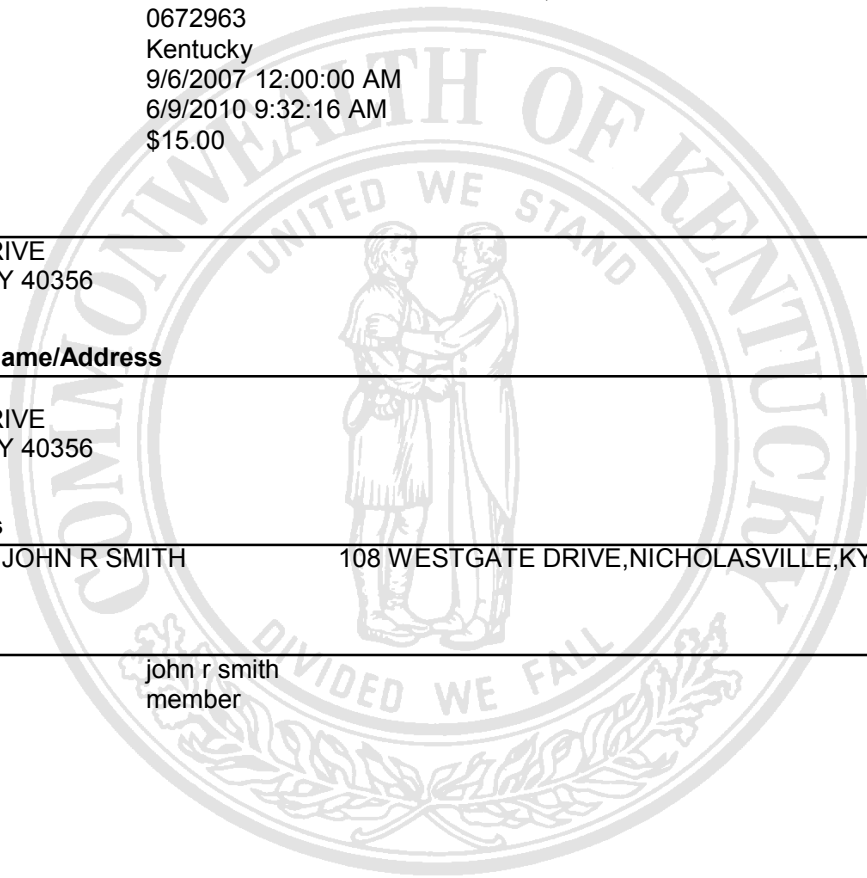 0672963
Kentucky
9/6/2007 12:00:00 AM
6/9/2010 9:32:16 AM
$15.00
COMMONWEALTH OF KENTUCKY
UNITED WE STAND
RIVE
Y 40356
ame/Address
RIVE
Y 40356
s
JOHN R SMITH 108 WESTGATE DRIVE,NICHOLASVILLE,KY
john r smith
member
DIVIDED WE FALL